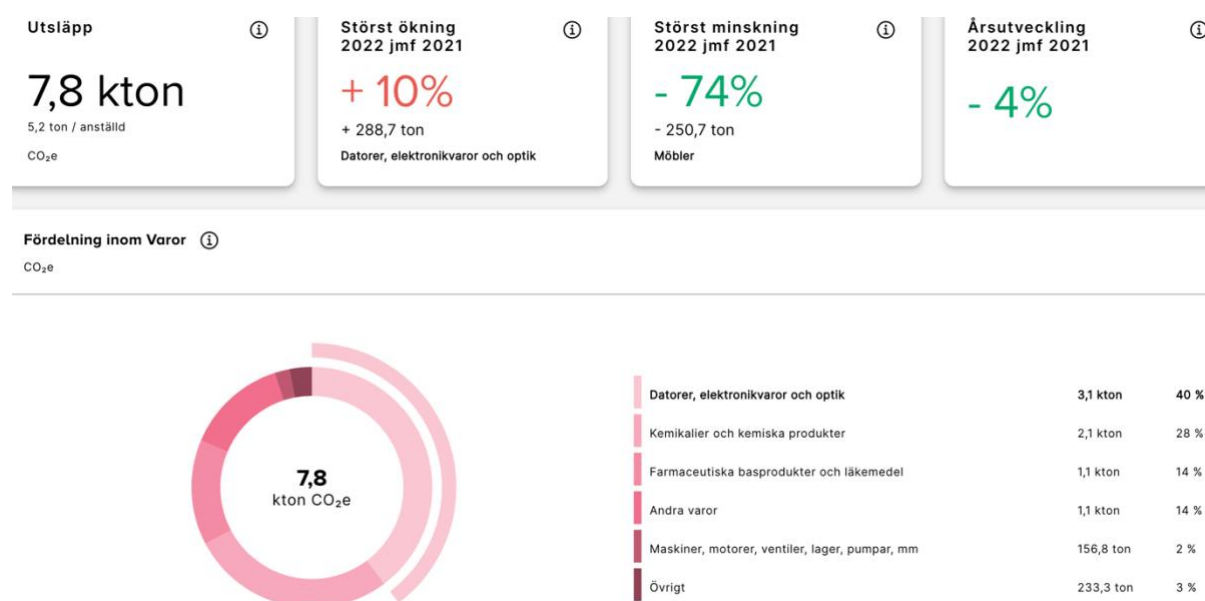 Utsläpp
7,8 kton
5,2 ton / anställd
CO₂e
Störst ökning
2022 jmf 2021
+ 10%
+ 288,7 ton
Datorer, elektronikvaror och optik
Störst minskning
2022 jmf 2021
- 74%
- 250,7 ton
Möbler
Årsutveckling
2022 jmf 2021
- 4%
Fördelning inom Varor
CO₂e
7,8
kton CO₂e
Datorer, elektronikvaror och optik 3,1 kton 40 %
Kemikalier och kemiska produkter 2,1 kton 28 %
Farmaceutiska basprodukter och läkemedel 1,1 kton 14 %
Andra varor 1,1 kton 14 %
Maskiner, motorer, ventiler, lager, pumpar, mm 156,8 ton 2 %
Övrigt 233,3 ton 3 %